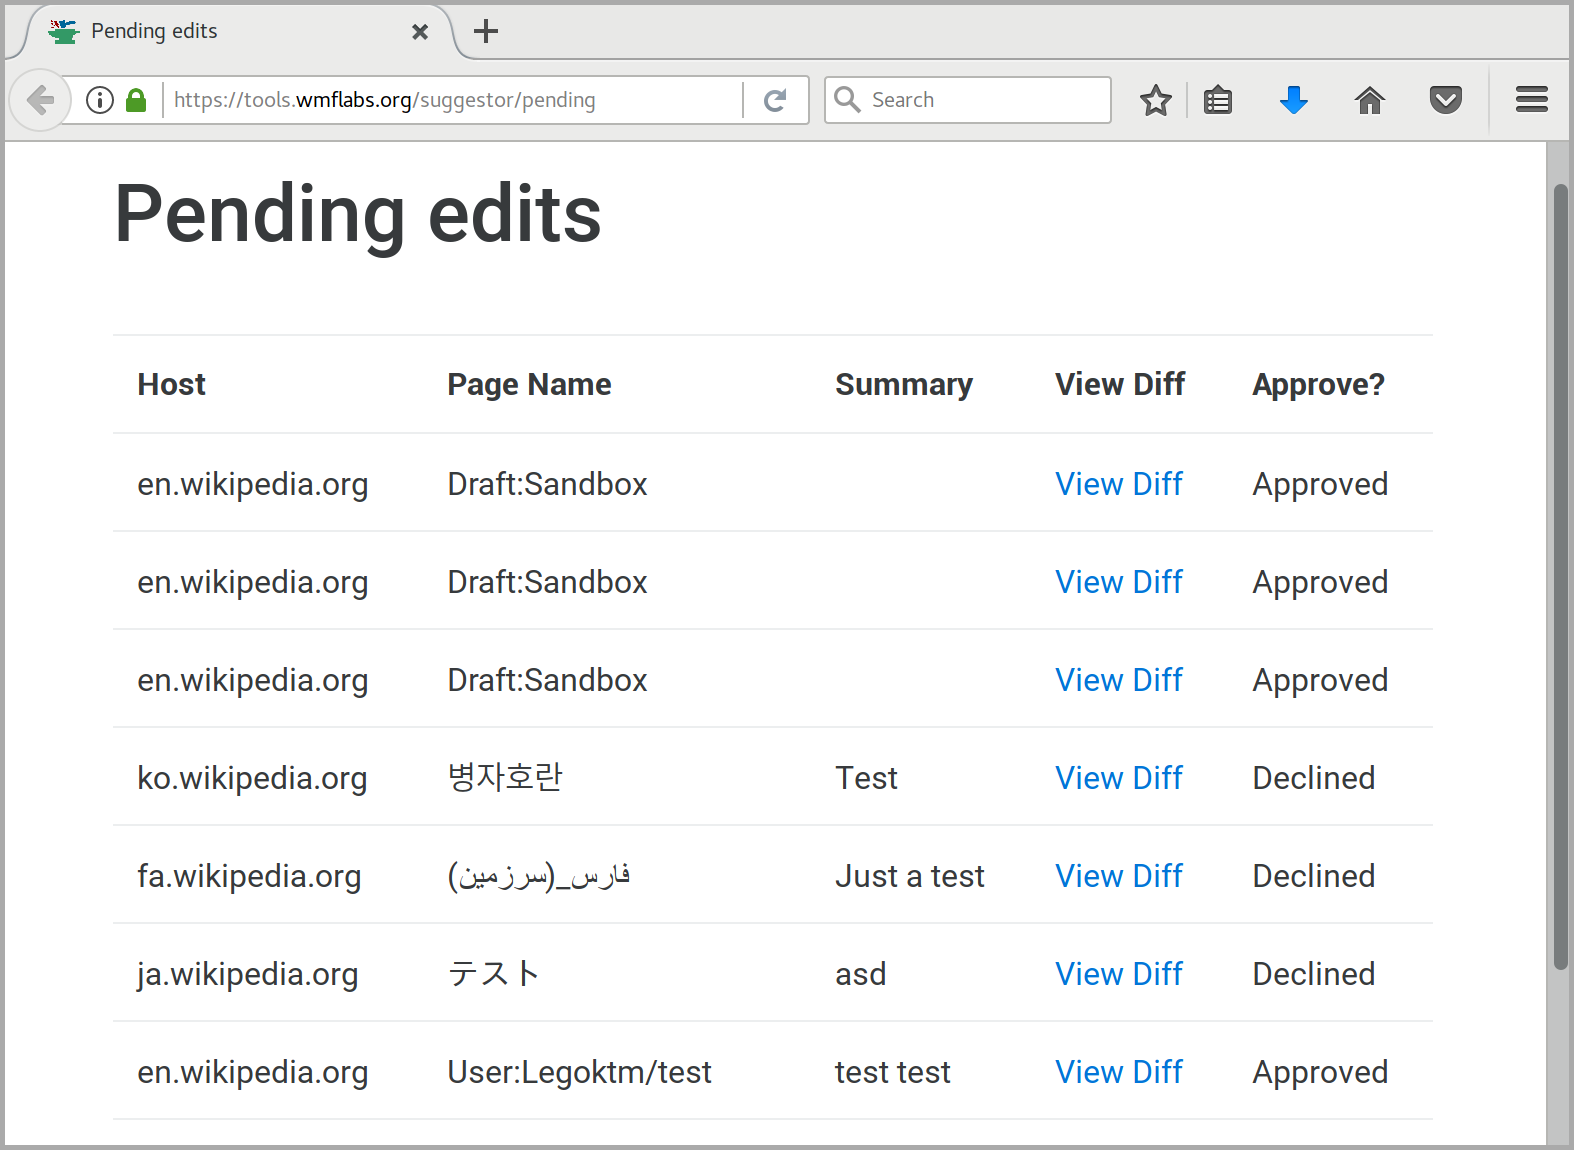 Pending edits
https://tools.wmflabs.org/suggestor/pending
Search
Pending edits
Host Page Name Summary View Diff Approve?
en.wikipedia.org Draft:Sandbox View Diff Approved
en.wikipedia.org Draft:Sandbox View Diff Approved
en.wikipedia.org Draft:Sandbox View Diff Approved
ko.wikipedia.org 병자호란 Test View Diff Declined
fa.wikipedia.org فارس_(سرزمین) Just a test View Diff Declined
ja.wikipedia.org テスト asd View Diff Declined
en.wikipedia.org User:Legoktm/test test test View Diff Approved